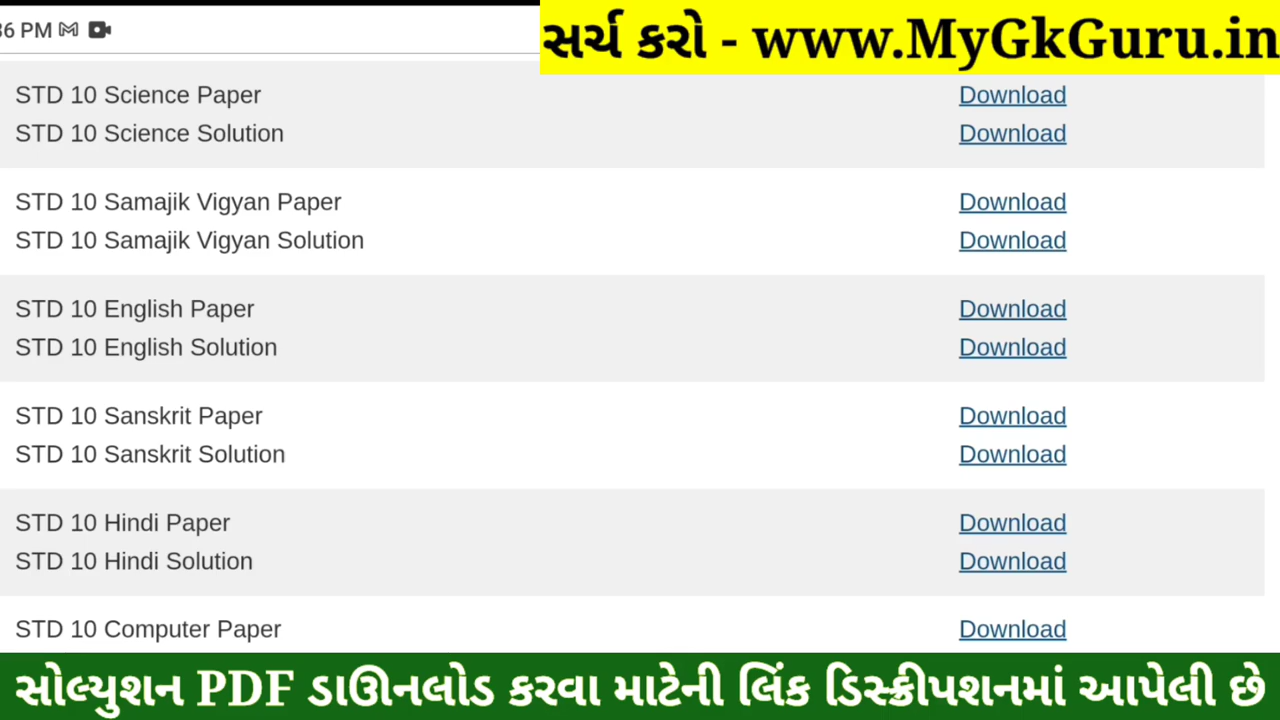 36 PM
સર્ચ કરો - www.MyGkGuru.in
STD 10 Science Paper Download
STD 10 Science Solution Download
STD 10 Samajik Vigyan Paper Download
STD 10 Samajik Vigyan Solution Download
STD 10 English Paper Download
STD 10 English Solution Download
STD 10 Sanskrit Paper Download
STD 10 Sanskrit Solution Download
STD 10 Hindi Paper Download
STD 10 Hindi Solution Download
STD 10 Computer Paper Download
સોલ્યુશન PDF ડાઊનલોડ કરવા માટેની લિંક ડિસ્ક્રીપશનમાં આપેલી છે